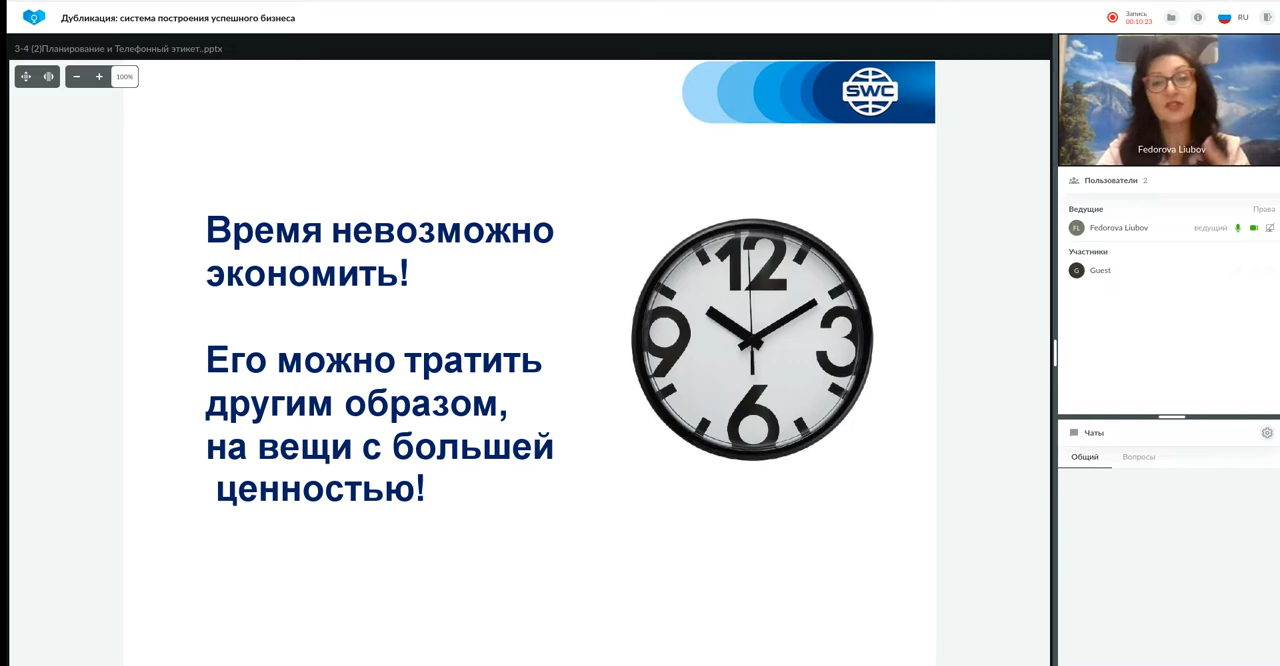 Дубликация: система построения успешного бизнеса
Запись
00:10:23
RU
3-4 (2)Планирование и Телефонный этикет..pptx
100%
SWC
Время невозможно
экономить!
Его можно тратить
другим образом,
на вещи с большей
ценностью!
12
9
3
6
Fedorova Liubov
Пользователи 2
Ведущие Права
FL Fedorova Liubov ведущий
Участники
G Guest
Чаты
Общий Вопросы